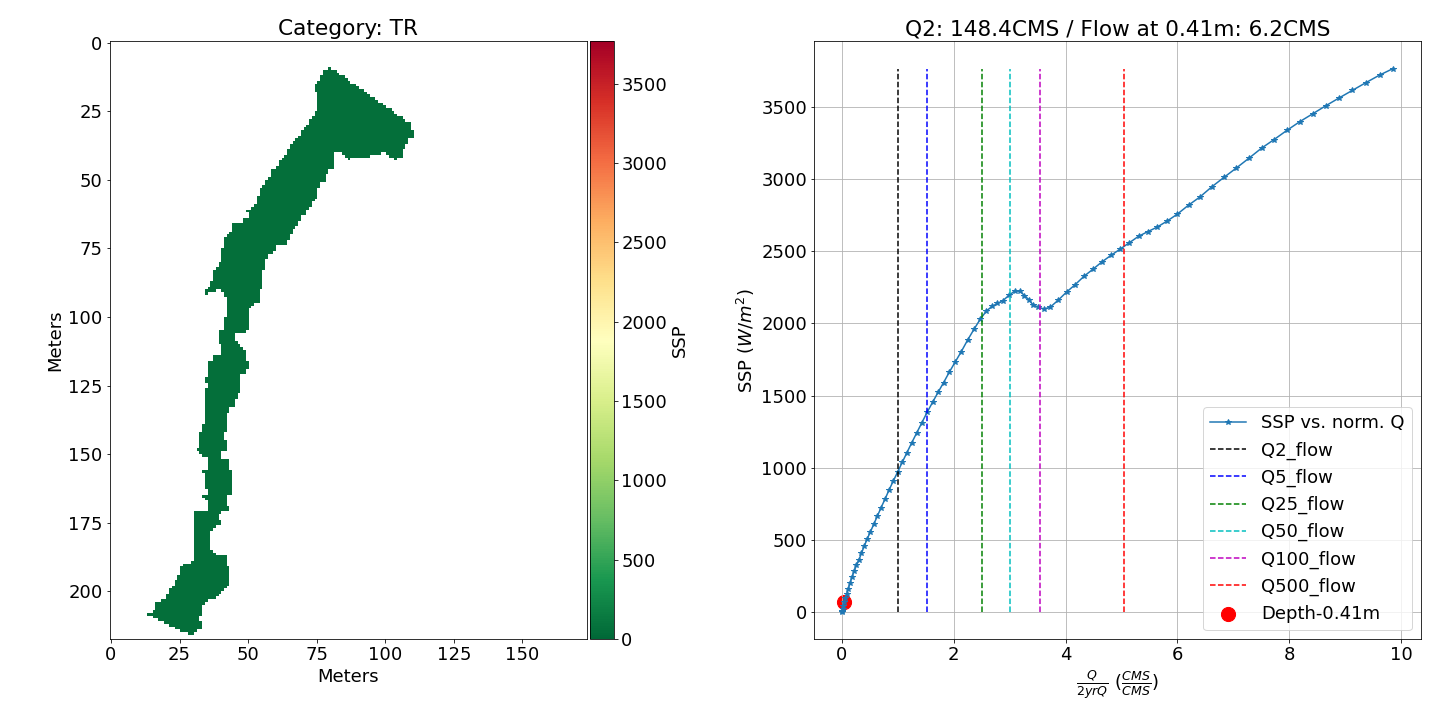 Category: TR
0
25
50
75
100
125
150
175
200
Meters
0
25
50
75
100
125
150
Meters
3500
3000
2500
2000
1500
1000
500
0
SSP
Q2: 148.4CMS / Flow at 0.41m: 6.2CMS
3500
3000
2500
2000
1500
1000
500
0
SSP (W/m²)
0
2
4
6
8
10
Q/2yrQ (CMS/CMS)
SSP vs. norm. Q
Q2_flow
Q5_flow
Q25_flow
Q50_flow
Q100_flow
Q500_flow
Depth-0.41m